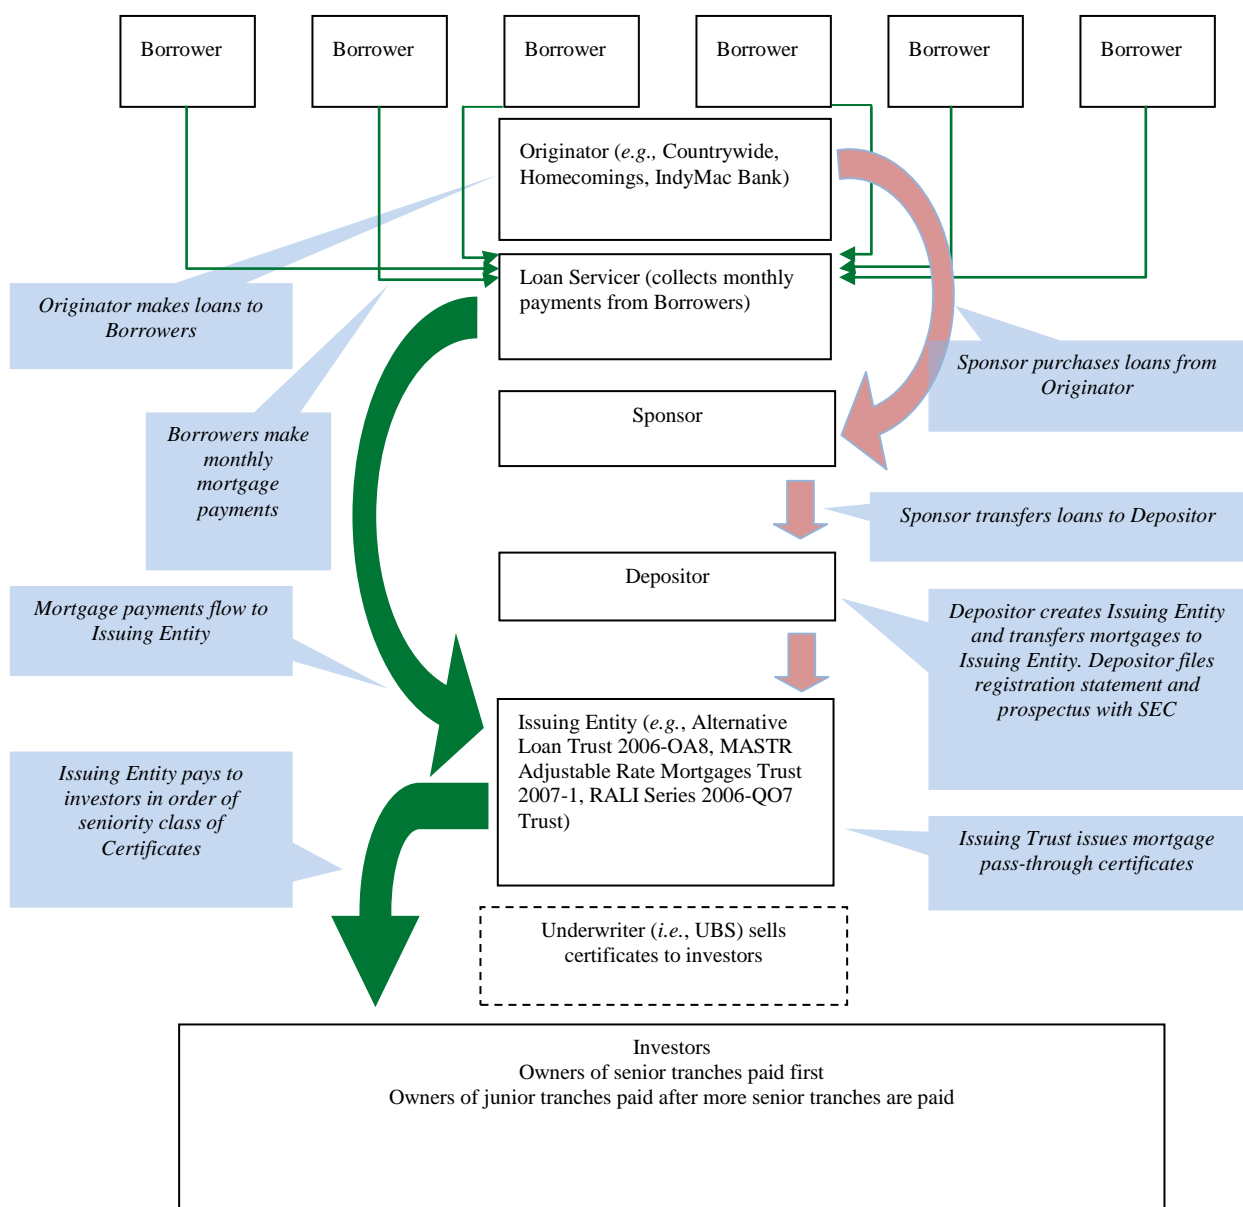 Borrower
Borrower
Borrower
Borrower
Borrower
Borrower
Originator (e.g., Countrywide,
Homecomings, IndyMac Bank)
Loan Servicer (collects monthly
payments from Borrowers)
Originator makes loans to
Borrowers
Sponsor purchases loans from
Originator
Sponsor
Borrowers make
monthly
mortgage
payments
Sponsor transfers loans to Depositor
Depositor
Mortgage payments flow to
Issuing Entity
Depositor creates Issuing Entity
and transfers mortgages to
Issuing Entity. Depositor files
registration statement and
prospectus with SEC
Issuing Entity (e.g., Alternative
Loan Trust 2006-OA8, MASTR
Adjustable Rate Mortgages Trust
2007-1, RALI Series 2006-QO7
Trust)
Issuing Entity pays to
investors in order of
seniority class of
Certificates
Issuing Trust issues mortgage
pass-through certificates
Underwriter (i.e., UBS) sells
certificates to investors
Investors
Owners of senior tranches paid first
Owners of junior tranches paid after more senior tranches are paid